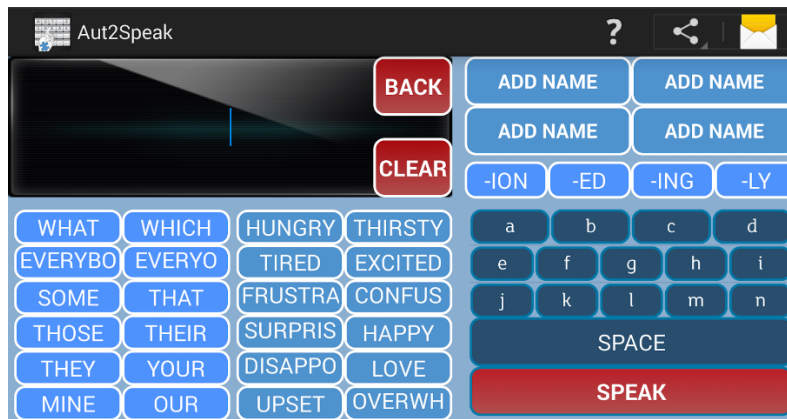 Aut2Speak ?
BACK
CLEAR
ADD NAME ADD NAME
ADD NAME ADD NAME
-ION -ED -ING -LY
WHAT WHICH HUNGRY THIRSTY
EVERYBO EVERYO TIRED EXCITED
SOME THAT FRUSTRA CONFUS
THOSE THEIR SURPRIS HAPPY
THEY YOUR DISAPPO LOVE
MINE OUR UPSET OVERWH
a b c d
e f g h i
j k l m n
SPACE
SPEAK